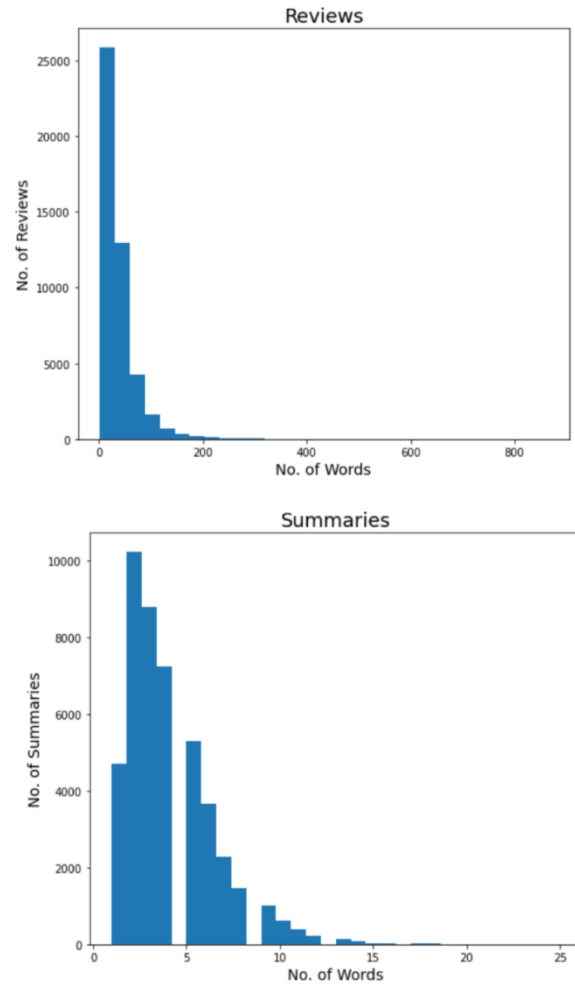 Reviews
25000
20000
15000
10000
5000
0
No. of Reviews
0 200 400 600 800
No. of Words
Summaries
10000
8000
6000
4000
2000
0
No. of Summaries
0 5 10 15 20 25
No. of Words